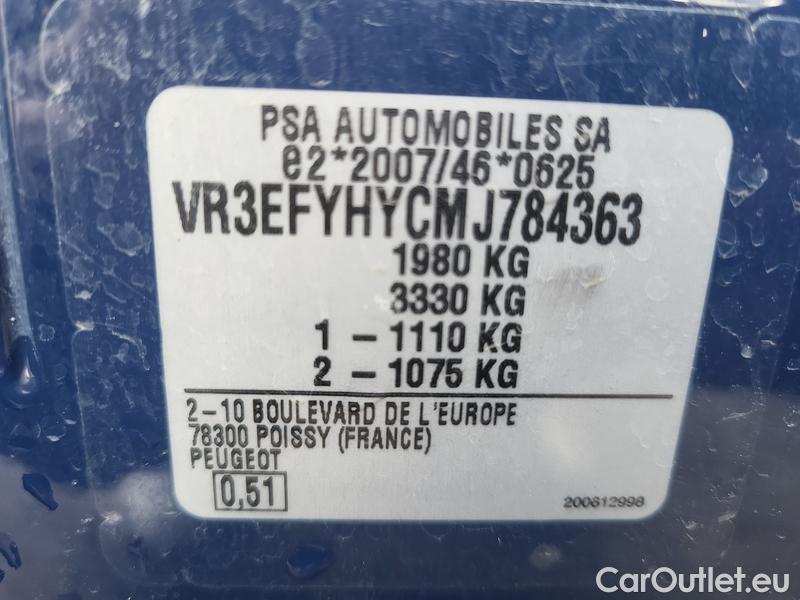 PSA AUTOMOBILES SA
e2*2007/46*0625
VR3EFYHYCMJ784363
1980 KG
3330 KG
1 – 1110 KG
2 – 1075 KG
2–10 BOULEVARD DE L'EUROPE
78300 POISSY (FRANCE)
PEUGEOT
0,51
200612998
CarOutlet.eu